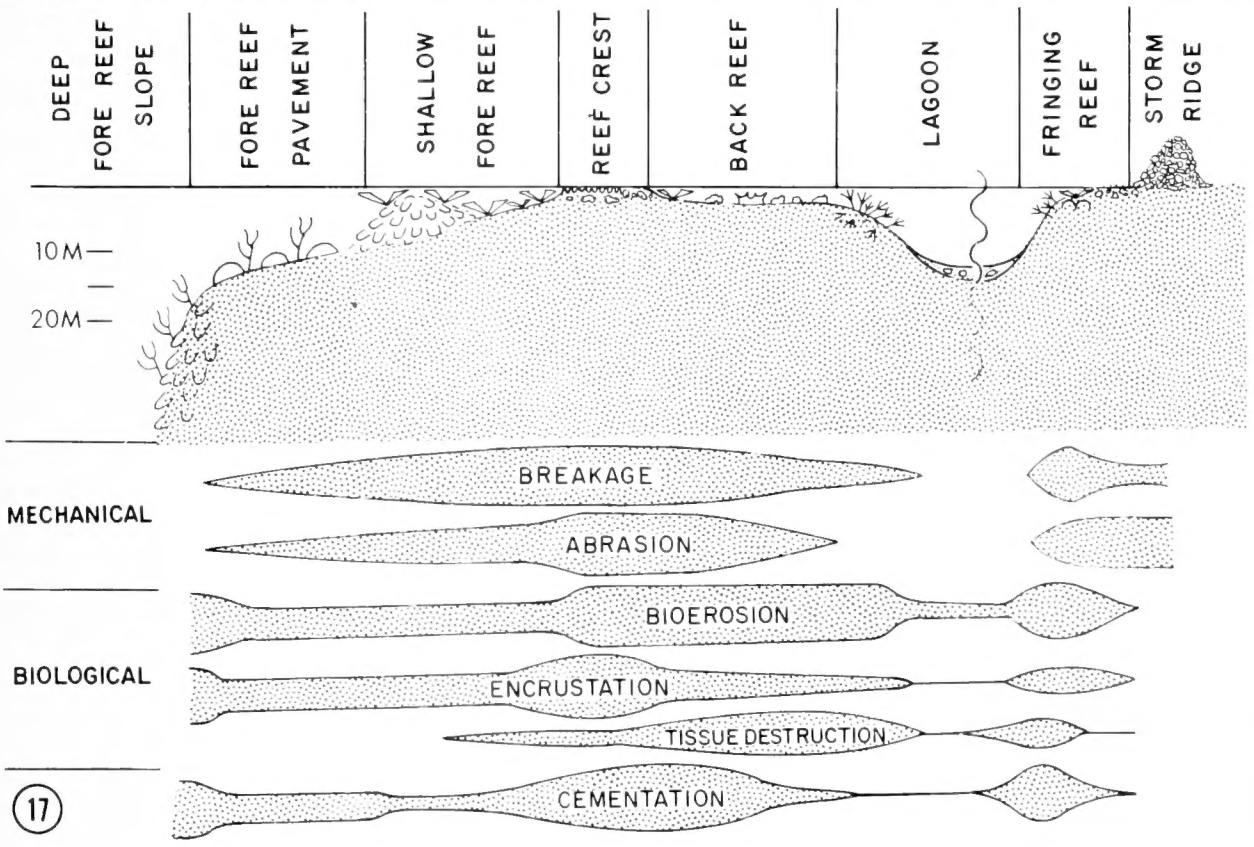 DEEP
FORE REEF
SLOPE
FORE REEF
PAVEMENT
SHALLOW
FORE REEF
REEF CREST
BACK REEF
LAGOON
FRINGING
REEF
STORM
RIDGE
10M
20M
MECHANICAL
BREAKAGE
ABRASION
BIOLOGICAL
BIOEROSION
ENCRUSTATION
TISSUE DESTRUCTION
CEMENTATION
17